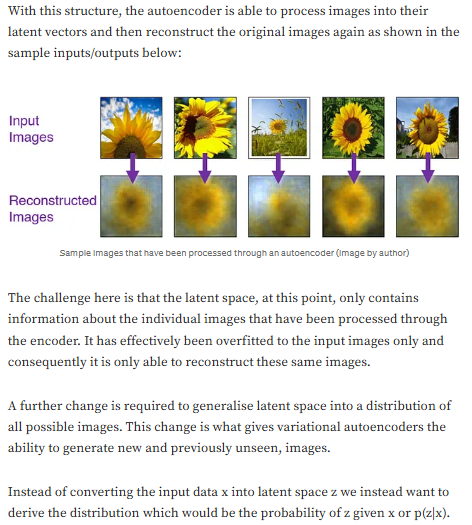 With this structure, the autoencoder is able to process images into their
latent vectors and then reconstruct the original images again as shown in the
sample inputs/outputs below:
Input
Images
Reconstructed
Images
Sample images that have been processed through an autoencoder (Image by author)
The challenge here is that the latent space, at this point, only contains
information about the individual images that have been processed through
the encoder. It has effectively been overfitted to the input images only and
consequently it is only able to reconstruct these same images.
A further change is required to generalise latent space into a distribution of
all possible images. This change is what gives variational autoencoders the
ability to generate new and previously unseen, images.
Instead of converting the input data x into latent space z we instead want to
derive the distribution which would be the probability of z given x or p(z|x).